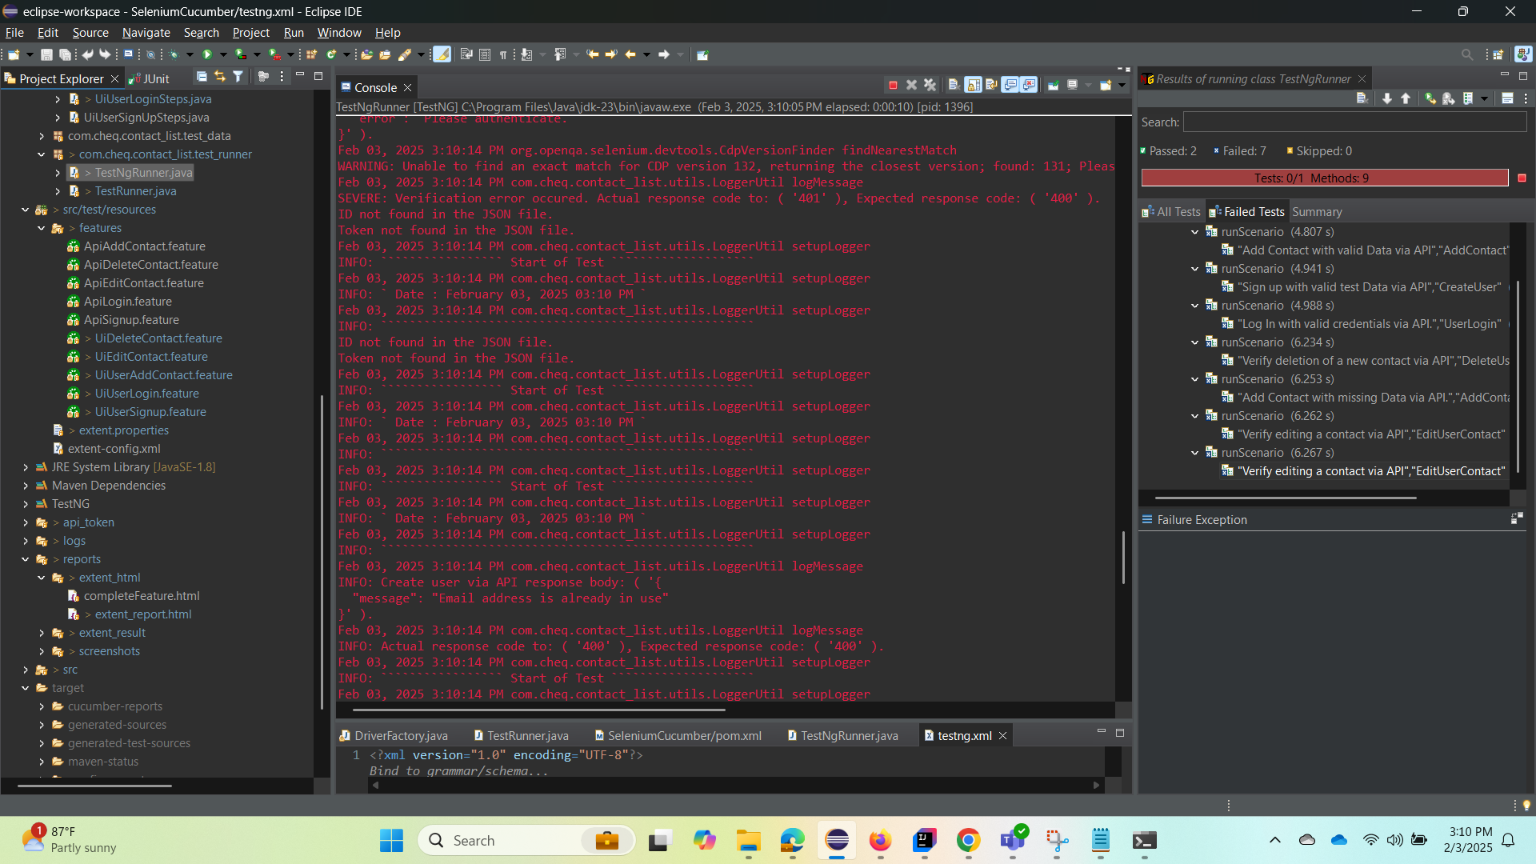 eclipse-workspace - SeleniumCucumber/testng.xml - Eclipse IDE
File Edit Source Navigate Search Project Run Window Help
Project Explorer
JUnit
> UiUserLoginSteps.java
> UiUserSignUpSteps.java
com.cheq.contact_list.test_data
> com.cheq.contact_list.test_runner
> TestNgRunner.java
> TestRunner.java
> src/test/resources
> features
ApiAddContact.feature
ApiDeleteContact.feature
ApiEditContact.feature
ApiLogin.feature
ApiSignup.feature
> UiDeleteContact.feature
> UiEditContact.feature
> UiUserAddContact.feature
> UiUserLogin.feature
> UiUserSignup.feature
> extent.properties
extent-config.xml
JRE System Library [JavaSE-1.8]
Maven Dependencies
TestNG
> api_token
> logs
> reports
> extent_html
completeFeature.html
> extent_report.html
> extent_result
> screenshots
> src
target
cucumber-reports
generated-sources
generated-test-sources
maven-status
Console
TestNgRunner [TestNG] C:\Program Files\Java\jdk-23\bin\javaw.exe (Feb 3, 2025, 3:10:05 PM elapsed: 0:00:10) [pid: 1396]
"error": "Please authenticate."
}' ).
Feb 03, 2025 3:10:14 PM org.openqa.selenium.devtools.CdpVersionFinder findNearestMatch
WARNING: Unable to find an exact match for CDP version 132, returning the closest version; found: 131; Pleas
Feb 03, 2025 3:10:14 PM com.cheq.contact_list.utils.LoggerUtil logMessage
SEVERE: Verification error occured. Actual response code to: ( '401' ), Expected response code: ( '400' ).
ID not found in the JSON file.
Token not found in the JSON file.
Feb 03, 2025 3:10:14 PM com.cheq.contact_list.utils.LoggerUtil setupLogger
INFO: ````````````````` Start of Test ````````````````````
Feb 03, 2025 3:10:14 PM com.cheq.contact_list.utils.LoggerUtil setupLogger
INFO: ` Date : February 03, 2025 03:10 PM `
Feb 03, 2025 3:10:14 PM com.cheq.contact_list.utils.LoggerUtil setupLogger
INFO: ````````````````````````````````````````````````````
ID not found in the JSON file.
Token not found in the JSON file.
Feb 03, 2025 3:10:14 PM com.cheq.contact_list.utils.LoggerUtil setupLogger
INFO: ````````````````` Start of Test ````````````````````
Feb 03, 2025 3:10:14 PM com.cheq.contact_list.utils.LoggerUtil setupLogger
INFO: ` Date : February 03, 2025 03:10 PM `
Feb 03, 2025 3:10:14 PM com.cheq.contact_list.utils.LoggerUtil setupLogger
INFO: ````````````````````````````````````````````````````
Feb 03, 2025 3:10:14 PM com.cheq.contact_list.utils.LoggerUtil setupLogger
INFO: ````````````````` Start of Test ````````````````````
Feb 03, 2025 3:10:14 PM com.cheq.contact_list.utils.LoggerUtil setupLogger
INFO: ` Date : February 03, 2025 03:10 PM `
Feb 03, 2025 3:10:14 PM com.cheq.contact_list.utils.LoggerUtil setupLogger
INFO: ````````````````````````````````````````````````````
Feb 03, 2025 3:10:14 PM com.cheq.contact_list.utils.LoggerUtil logMessage
INFO: Create user via API response body: ( '{
"message": "Email address is already in use"
}' ).
Feb 03, 2025 3:10:14 PM com.cheq.contact_list.utils.LoggerUtil logMessage
INFO: Actual response code to: ( '400' ), Expected response code: ( '400' ).
Feb 03, 2025 3:10:14 PM com.cheq.contact_list.utils.LoggerUtil setupLogger
INFO: ````````````````` Start of Test ````````````````````
Feb 03, 2025 3:10:14 PM com.cheq.contact_list.utils.LoggerUtil setupLogger
DriverFactory.java
TestRunner.java
SeleniumCucumber/pom.xml
TestNgRunner.java
testng.xml
1 <?xml version="1.0" encoding="UTF-8"?>
Bind to grammar/schema...
Results of running class TestNgRunner
Search:
Passed: 2 Failed: 7 Skipped: 0
Tests: 0/1 Methods: 9
All Tests Failed Tests Summary
runScenario (4.807 s)
"Add Contact with valid Data via API","AddContact"
runScenario (4.941 s)
"Sign up with valid test Data via API","CreateUser"
runScenario (4.988 s)
"Log In with valid credentials via API.","UserLogin"
runScenario (6.234 s)
"Verify deletion of a new contact via API","DeleteUs
runScenario (6.253 s)
"Add Contact with missing Data via API.","AddConta
runScenario (6.262 s)
"Verify editing a contact via API","EditUserContact"
runScenario (6.267 s)
"Verify editing a contact via API","EditUserContact"
Failure Exception
1
87°F
Partly sunny
Search
3:10 PM
2/3/2025